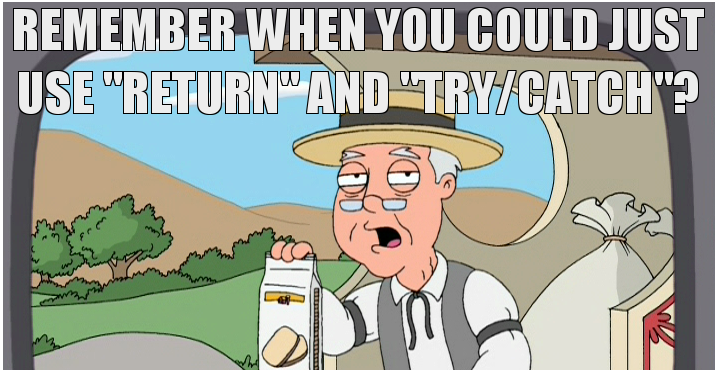 REMEMBER WHEN YOU COULD JUST
USE "RETURN" AND "TRY/CATCH"?